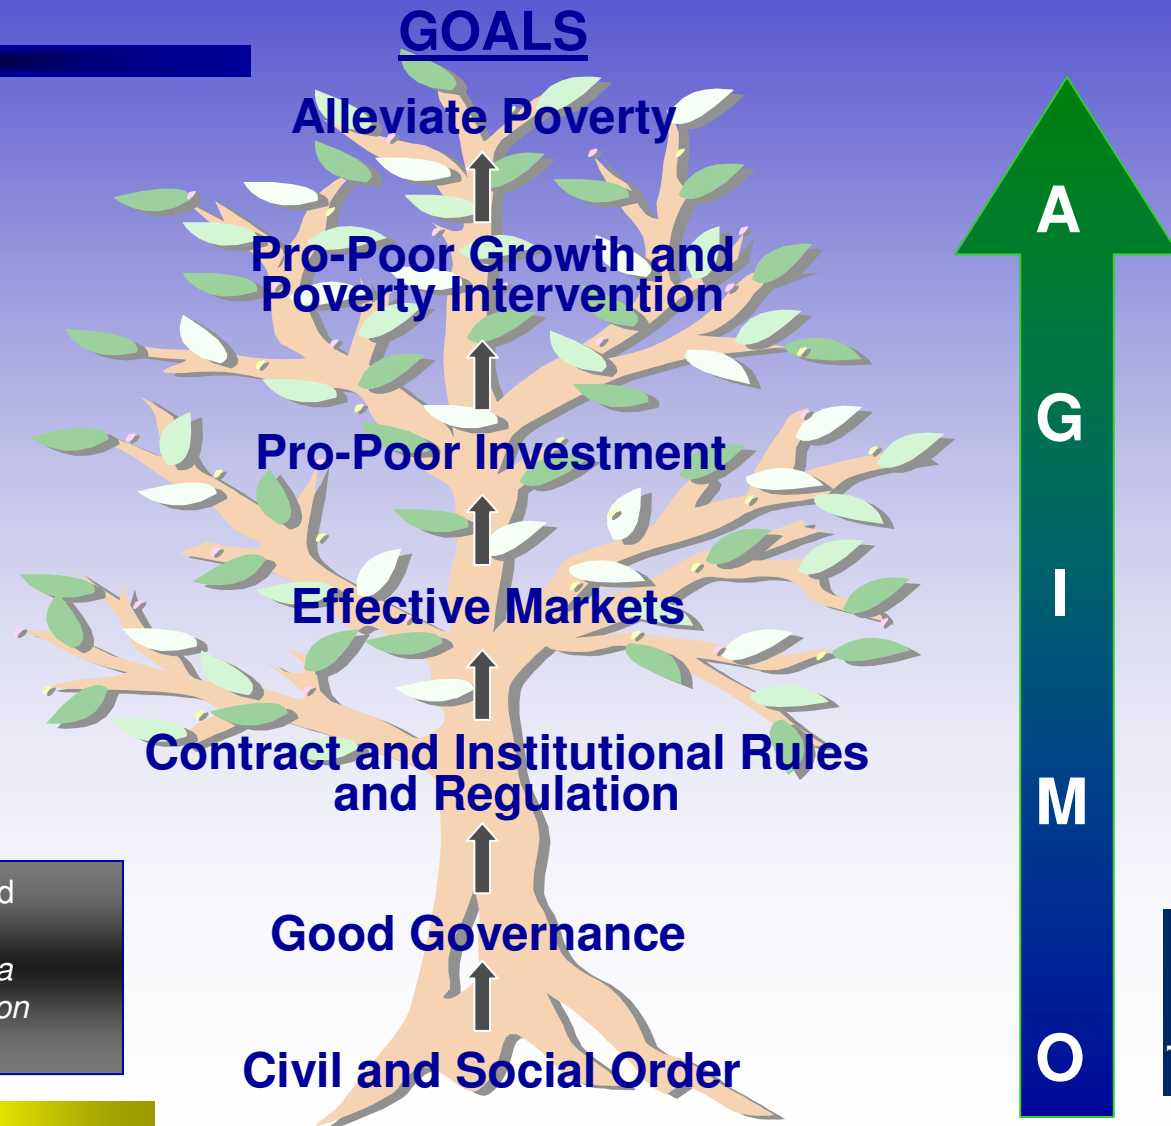 GOALS
Alleviate Poverty
Pro-Poor Growth and
Poverty Intervention
Pro-Poor Investment
Effective Markets
Contract and Institutional Rules
and Regulation
Good Governance
Civil and Social Order
A
G
I
M
O
d
a
on